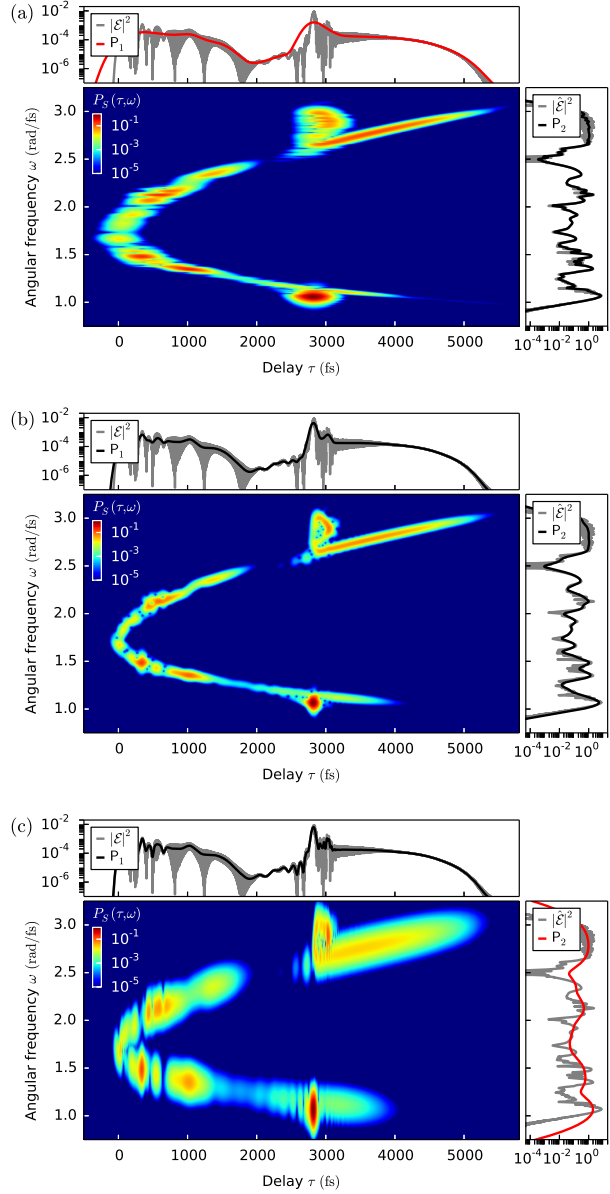 (a)
10⁻²
10⁻⁴
10⁻⁶
|ℰ|²
P₁
Angular frequency ω (rad/fs)
3.0
2.5
2.0
1.5
1.0
P_S(τ,ω)
10⁻¹
10⁻³
10⁻⁵
|ℰ̂|²
P₂
0 1000 2000 3000 4000 5000
10⁻⁴ 10⁻² 10⁰
Delay τ (fs)
(b)
10⁻²
10⁻⁴
10⁻⁶
|ℰ|²
P₁
Angular frequency ω (rad/fs)
3.0
2.5
2.0
1.5
1.0
P_S(τ,ω)
10⁻¹
10⁻³
10⁻⁵
|ℰ̂|²
P₂
0 1000 2000 3000 4000 5000
10⁻⁴ 10⁻² 10⁰
Delay τ (fs)
(c)
10⁻²
10⁻⁴
10⁻⁶
|ℰ|²
P₁
Angular frequency ω (rad/fs)
3.0
2.5
2.0
1.5
1.0
P_S(τ,ω)
10⁻¹
10⁻³
10⁻⁵
|ℰ̂|²
P₂
0 1000 2000 3000 4000 5000
10⁻⁴ 10⁻² 10⁰
Delay τ (fs)